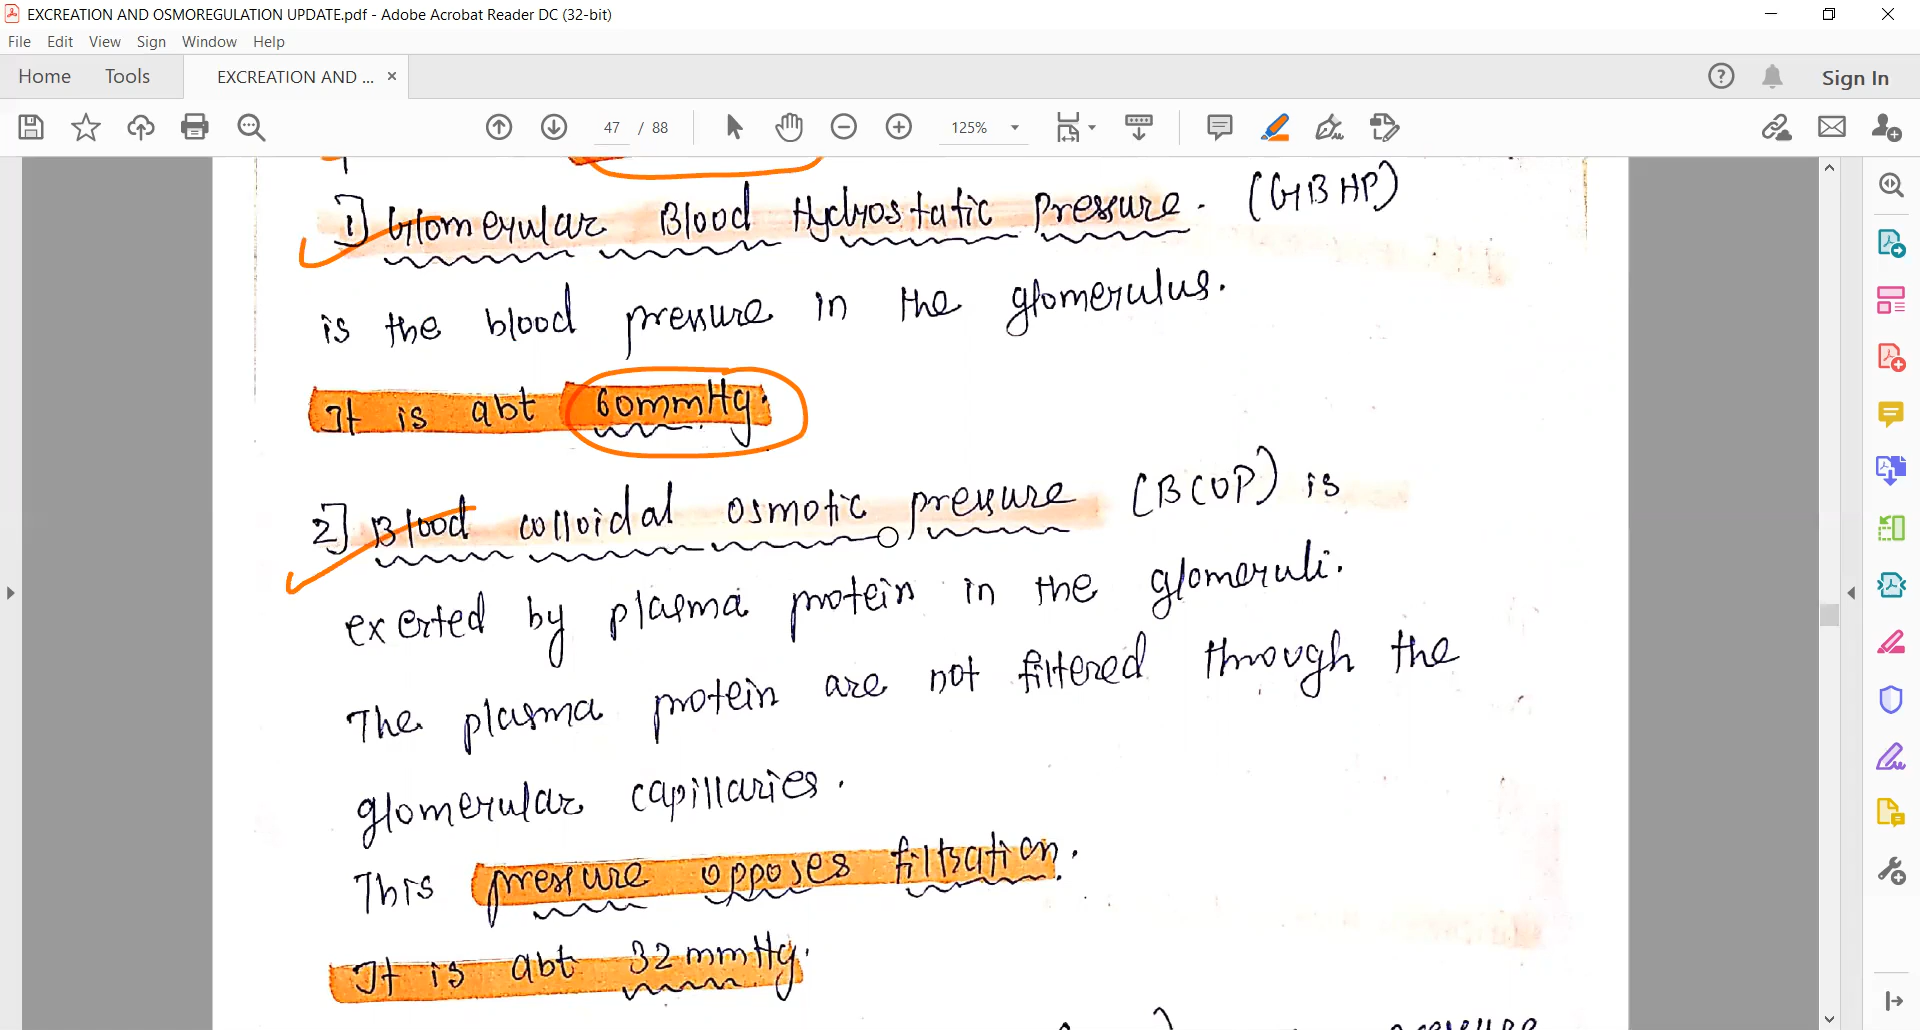 EXCREATION AND OSMOREGULATION UPDATE.pdf - Adobe Acrobat Reader DC (32-bit)
File Edit View Sign Window Help
Home Tools EXCREATION AND ... × Sign In
47 / 88 125%
1] Glomerular Blood Hydrostatic Pressure. (GBHP)
is the blood pressure in the glomerulus.
It is abt 60mmHg.
2] Blood colloidal osmotic pressure (BCOP) is
exerted by plasma protein in the glomeruli.
The plasma protein are not filtered through the
glomerular capillaries.
This pressure opposes filtration.
It is abt 32 mmHg.